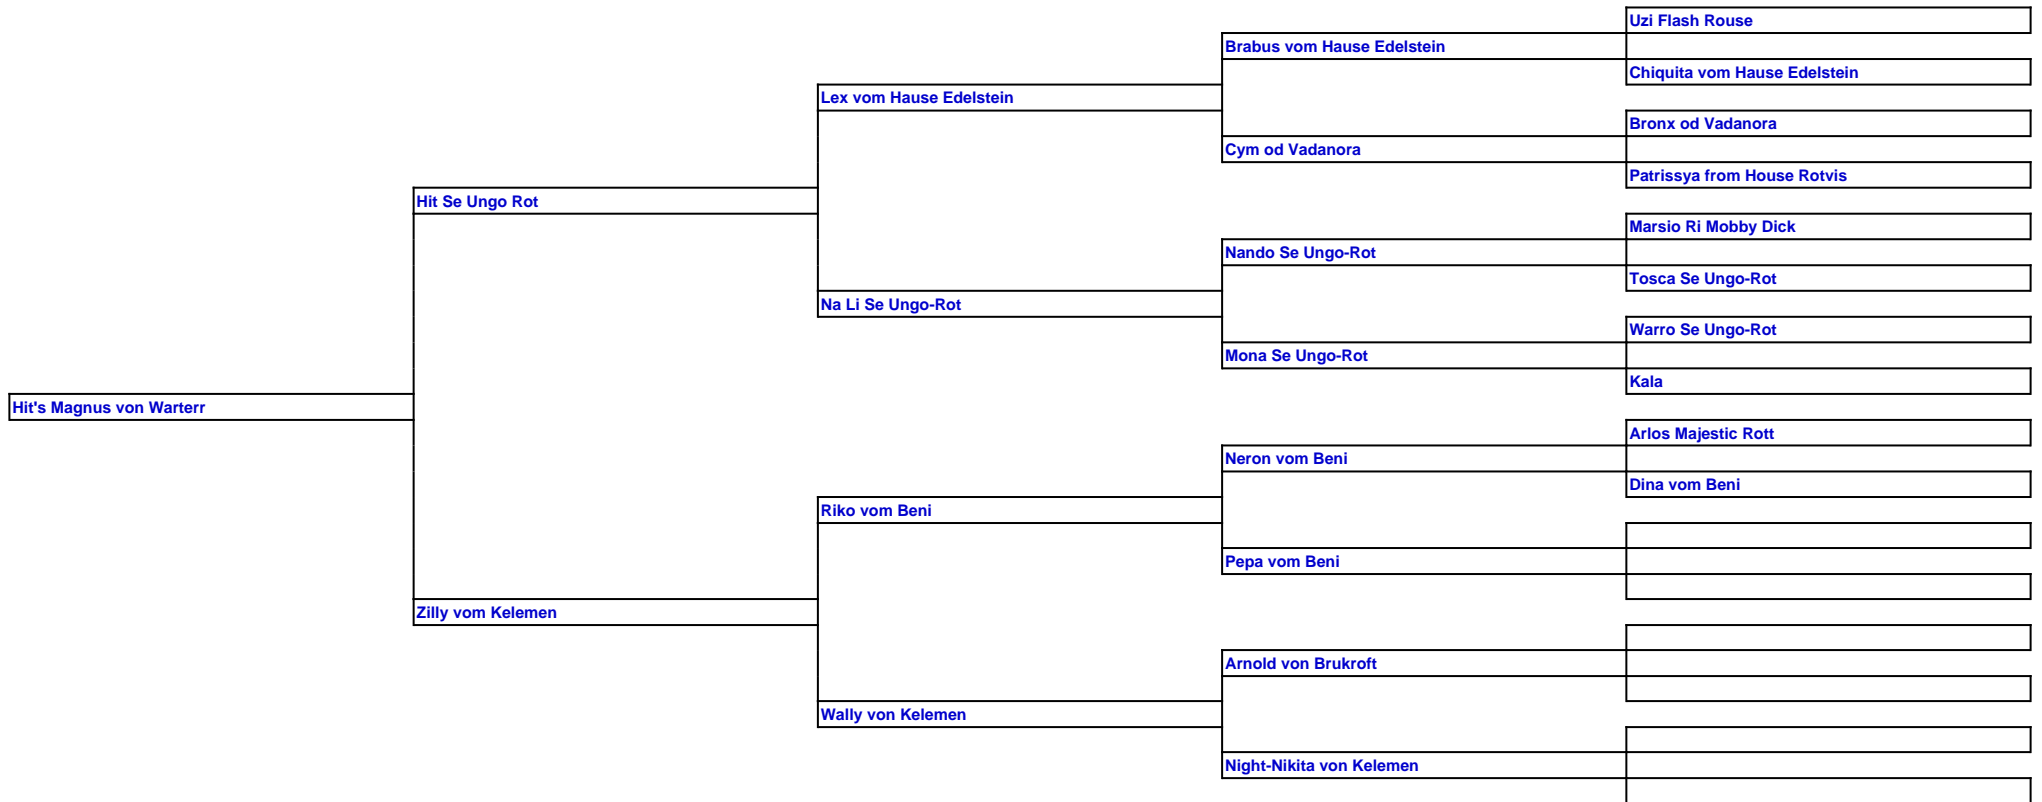 Uzi Flash Rouse
Brabus vom Hause Edelstein
Chiquita vom Hause Edelstein
Lex vom Hause Edelstein
Bronx od Vadanora
Cym od Vadanora
Patrissya from House Rotvis
Hit Se Ungo Rot
Marsio Ri Mobby Dick
Nando Se Ungo-Rot
Tosca Se Ungo-Rot
Na Li Se Ungo-Rot
Warro Se Ungo-Rot
Mona Se Ungo-Rot
Kala
Hit's Magnus von Warterr
Arlos Majestic Rott
Neron vom Beni
Dina vom Beni
Riko vom Beni
Pepa vom Beni
Zilly vom Kelemen
Arnold von Brukroft
Wally von Kelemen
Night-Nikita von Kelemen